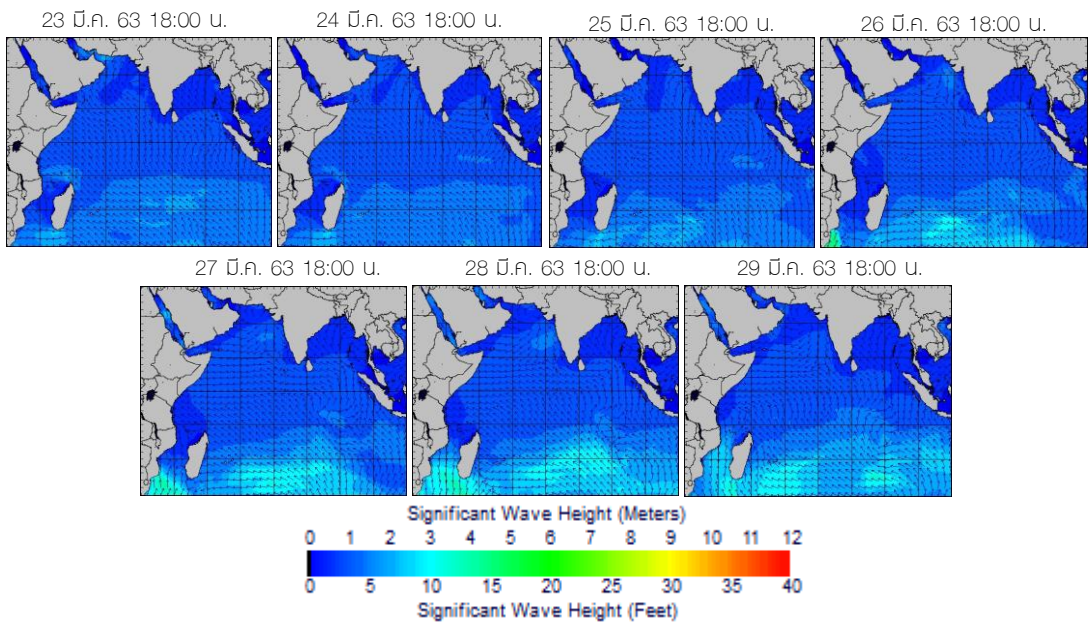 23 มี.ค. 63 18:00 น.
24 มี.ค. 63 18:00 น.
25 มี.ค. 63 18:00 น.
26 มี.ค. 63 18:00 น.
27 มี.ค. 63 18:00 น.
28 มี.ค. 63 18:00 น.
29 มี.ค. 63 18:00 น.
Significant Wave Height (Meters)
0 1 2 3 4 5 6 7 8 9 10 11 12
0 5 10 15 20 25 30 35 40
Significant Wave Height (Feet)